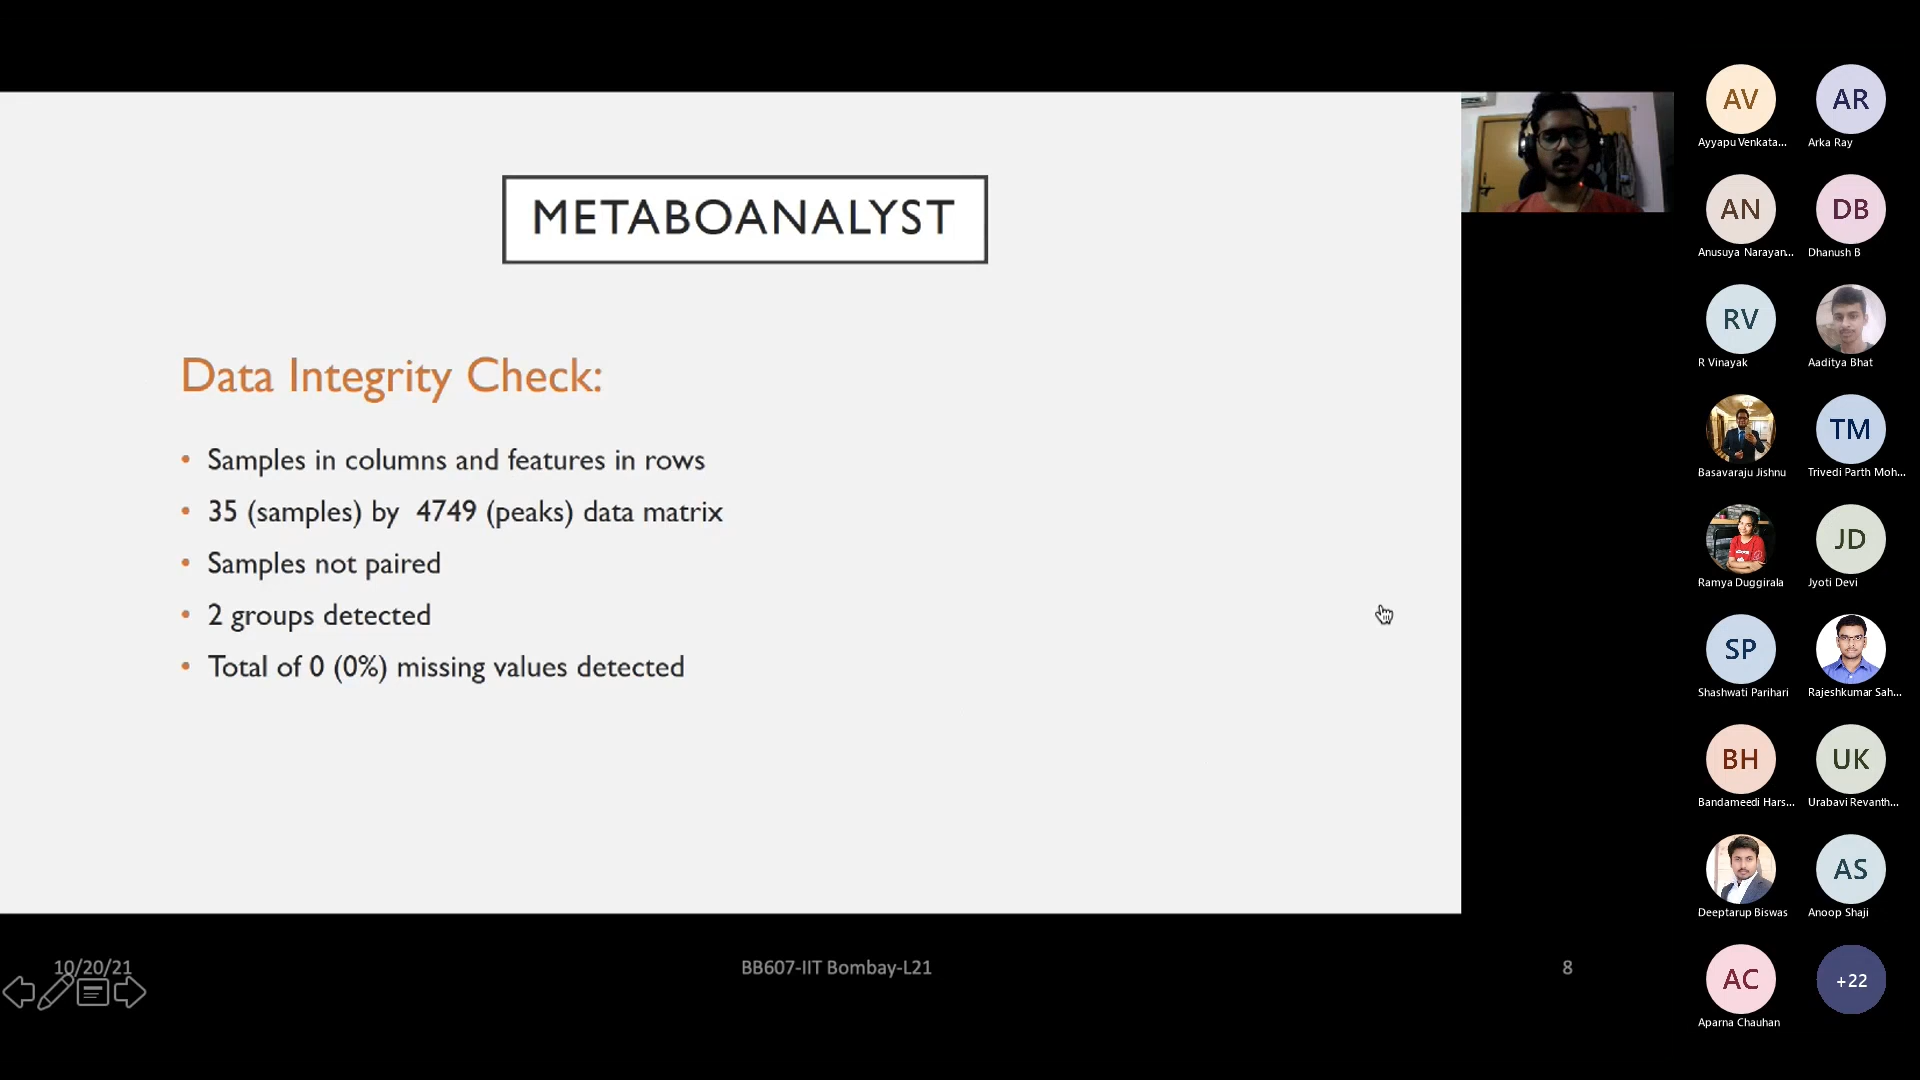 METABOANALYST
Data Integrity Check:
• Samples in columns and features in rows
• 35 (samples) by 4749 (peaks) data matrix
• Samples not paired
• 2 groups detected
• Total of 0 (0%) missing values detected
10/20/21
BB607-IIT Bombay-L21
8
AV
AR
Ayyapu Venkata...
Arka Ray
AN
DB
Anusuya Narayan...
Dhanush B
RV
R Vinayak
Aaditya Bhat
TM
Basavaraju Jishnu
Trivedi Parth Moh...
JD
Ramya Duggirala
Jyoti Devi
SP
Shashwati Parihari
Rajeshkumar Sah...
BH
UK
Bandameedi Hars...
Urabavi Revanth...
AS
Deeptarup Biswas
Anoop Shaji
AC
+22
Aparna Chauhan